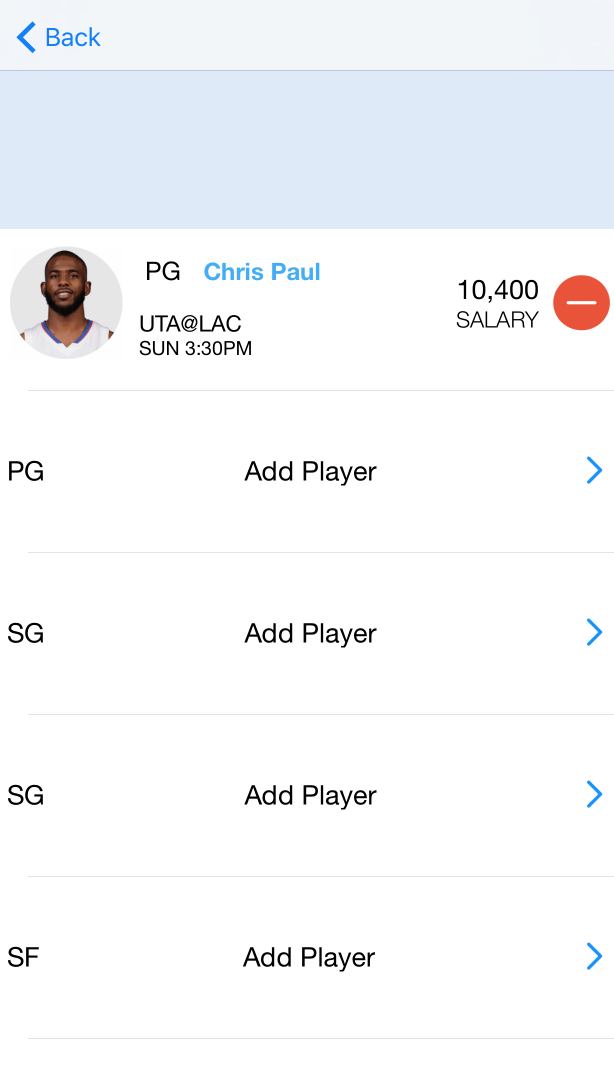 Back
PG Chris Paul
10,400
UTA@LAC
SALARY
SUN 3:30PM
PG Add Player
SG Add Player
SG Add Player
SF Add Player